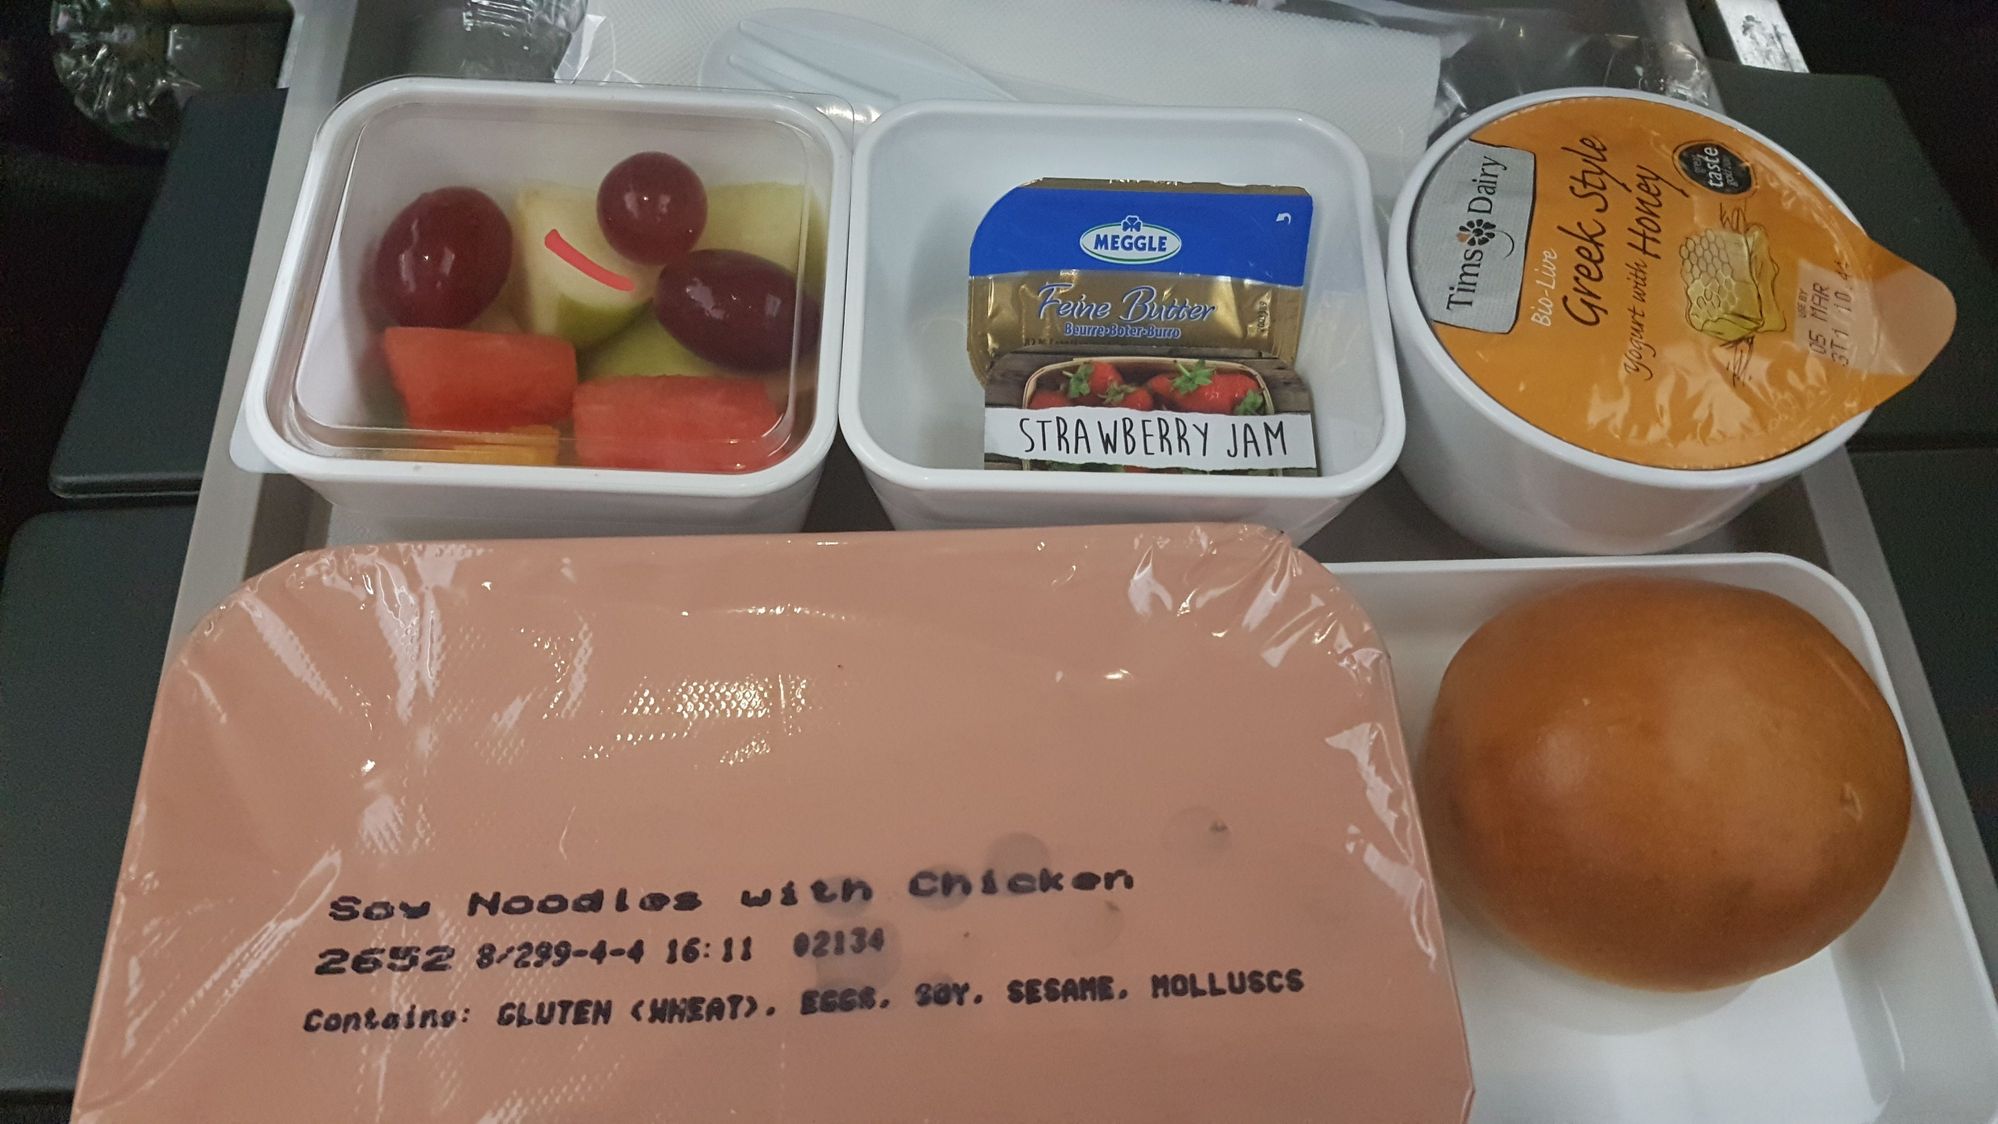 MEGGLE
Feine Butter
Beurre•Boter•Burro
STRAWBERRY JAM
Tims Dairy
Bio-Live
Greek Style
Yogurt with Honey
great
taste
USE BY
05 MAR
Soy Noodles with Chicken
2652 8/299-4-4 16:11 02134
Contains: GLUTEN (WHEAT), EGGS, SOY, SESAME, MOLLUSCS